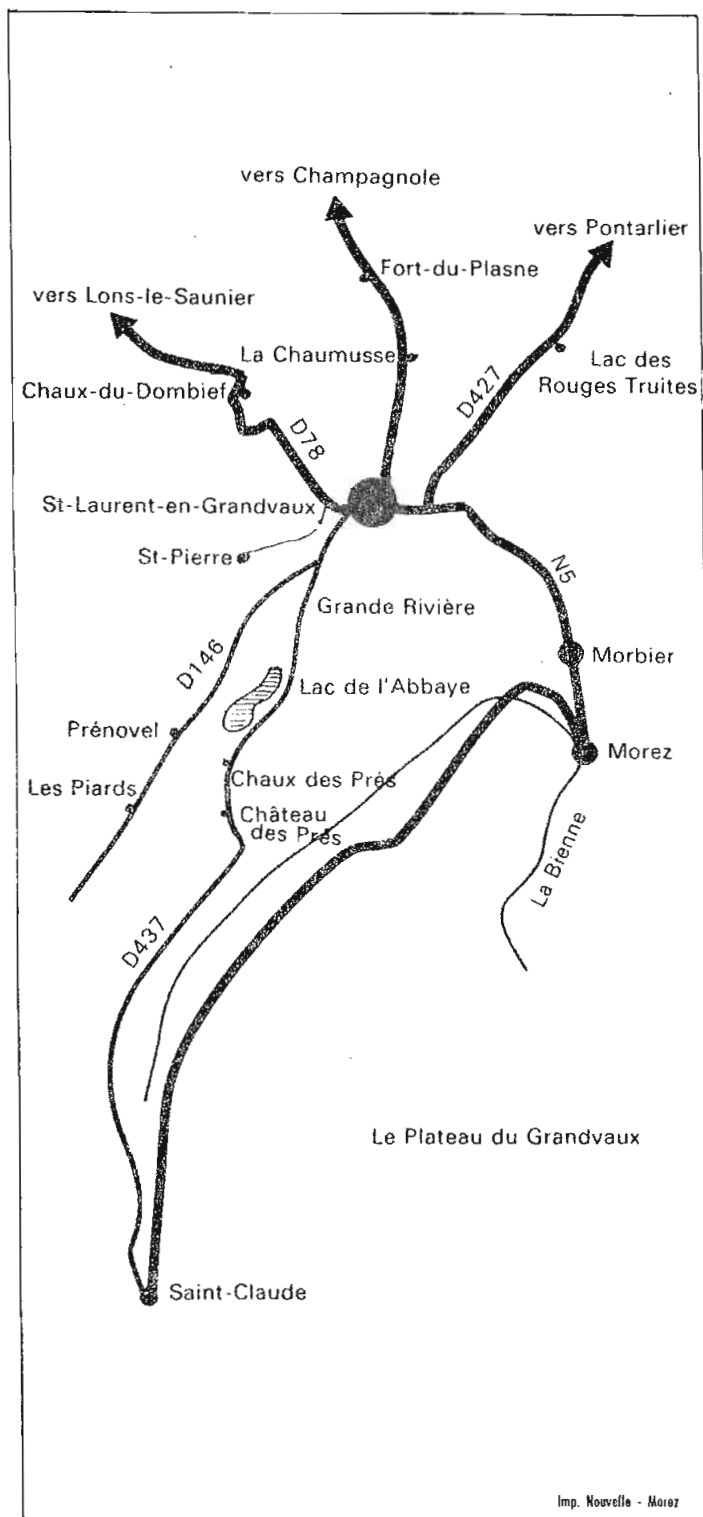 vers Champagnole
vers Pontarlier
Fort-du-Plasne
vers Lons-le-Saunier
La Chaumusse
Lac des
Rouges Truites
Chaux-du-Dombief
D427
D78
St-Laurent-en-Grandvaux
St-Pierre
N5
Grande Rivière
D146
Morbier
Lac de l'Abbaye
Prénovel
Morez
Chaux des Prés
Les Piards
Château
des Prés
La Bienne
D437
Le Plateau du Grandvaux
Saint-Claude
Imp. Nouvelle - Morez